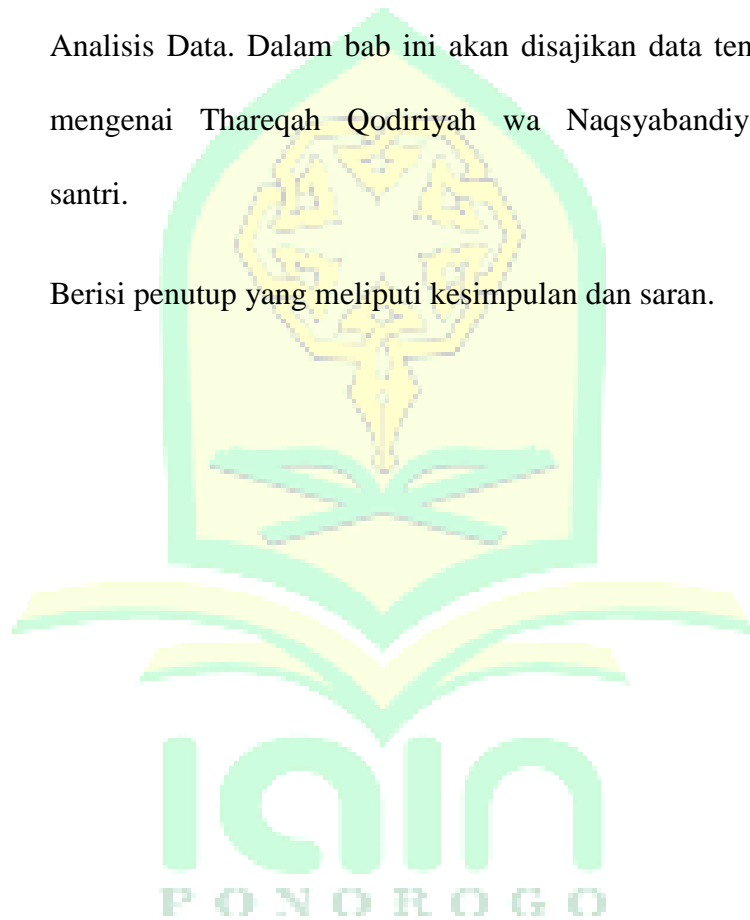 Analisis Data. Dalam bab ini akan disajikan data
mengenai Thareqah Qodiriyah wa
santri.
Berisi penutup yang meliputi kesimpulan dan saran.
iain
PONOROGO